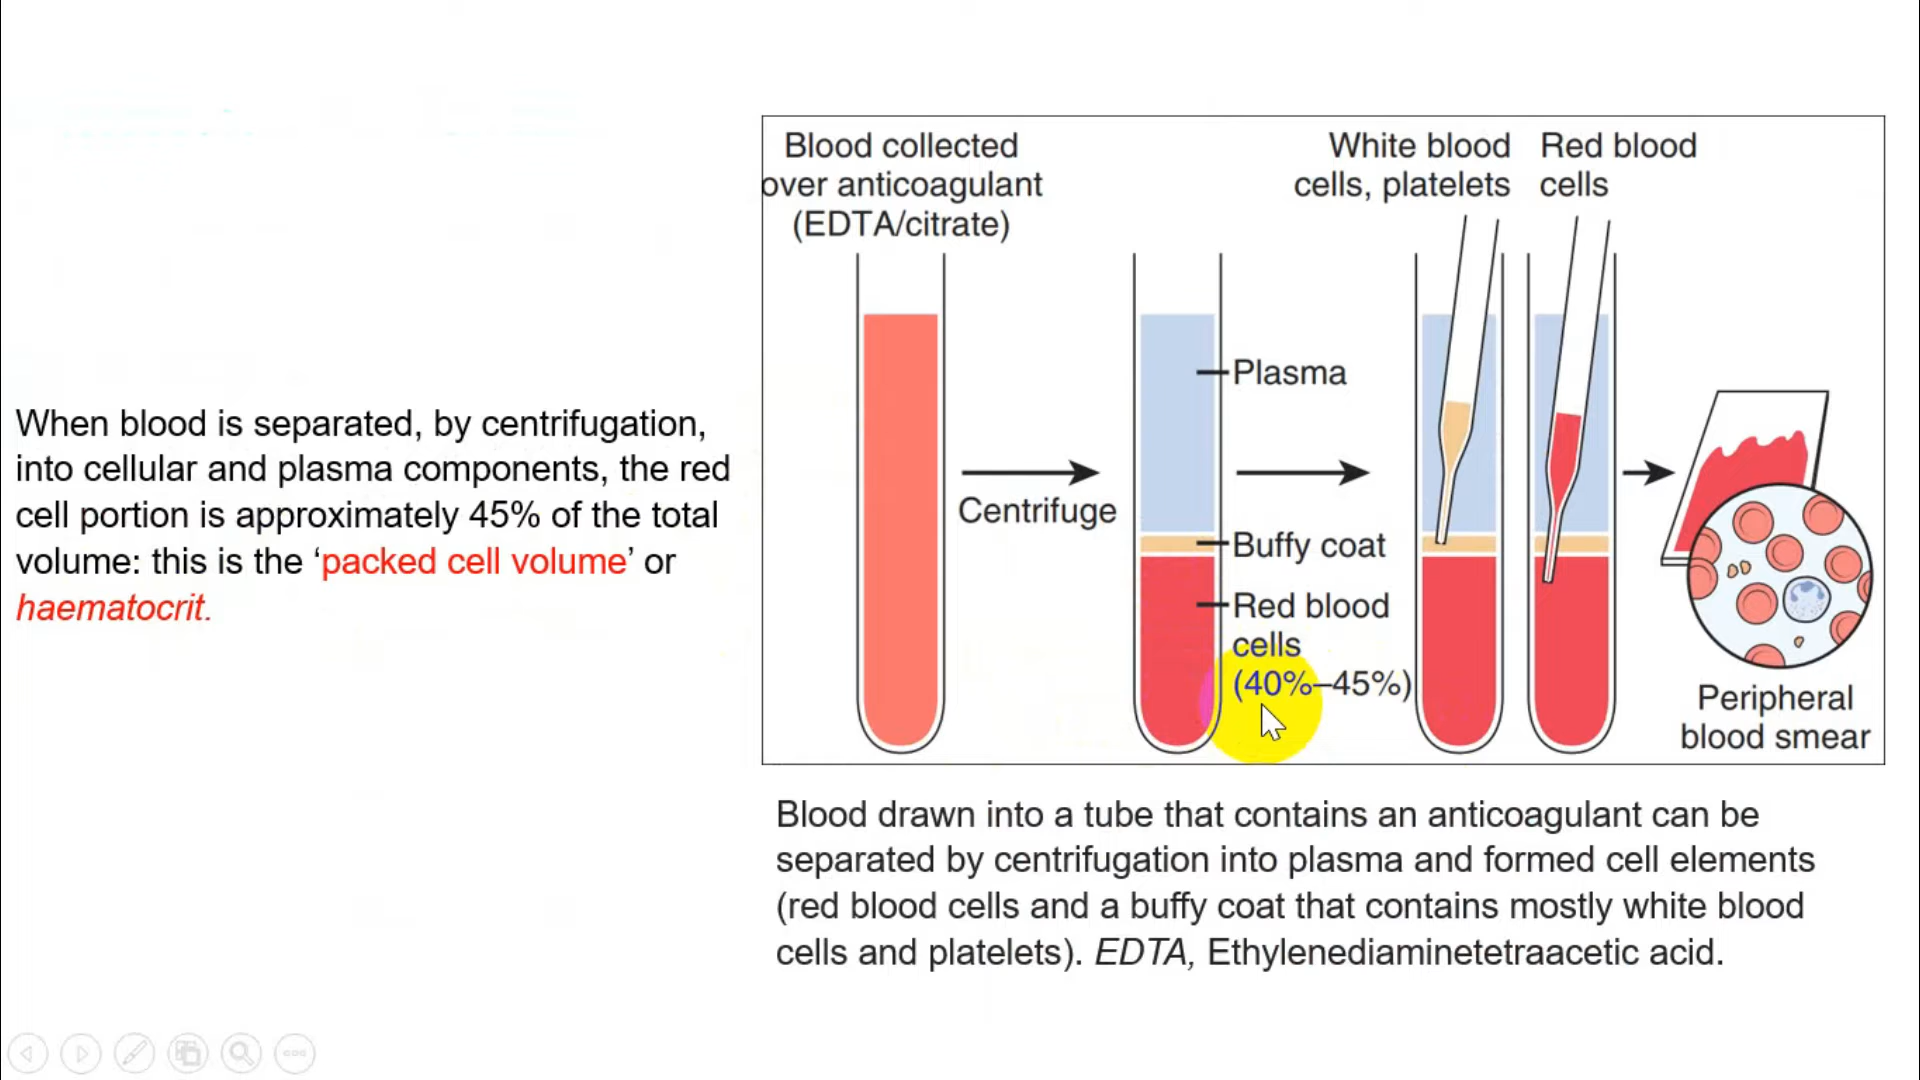 When blood is separated, by centrifugation,
into cellular and plasma components, the red
cell portion is approximately 45% of the total
volume: this is the ‘packed cell volume’ or
haematocrit.
Blood collected
over anticoagulant
(EDTA/citrate)
Centrifuge
Plasma
Buffy coat
Red blood
cells
(40%–45%)
White blood
cells, platelets
Red blood
cells
Peripheral
blood smear
Blood drawn into a tube that contains an anticoagulant can be
separated by centrifugation into plasma and formed cell elements
(red blood cells and a buffy coat that contains mostly white blood
cells and platelets). EDTA, Ethylenediaminetetraacetic acid.